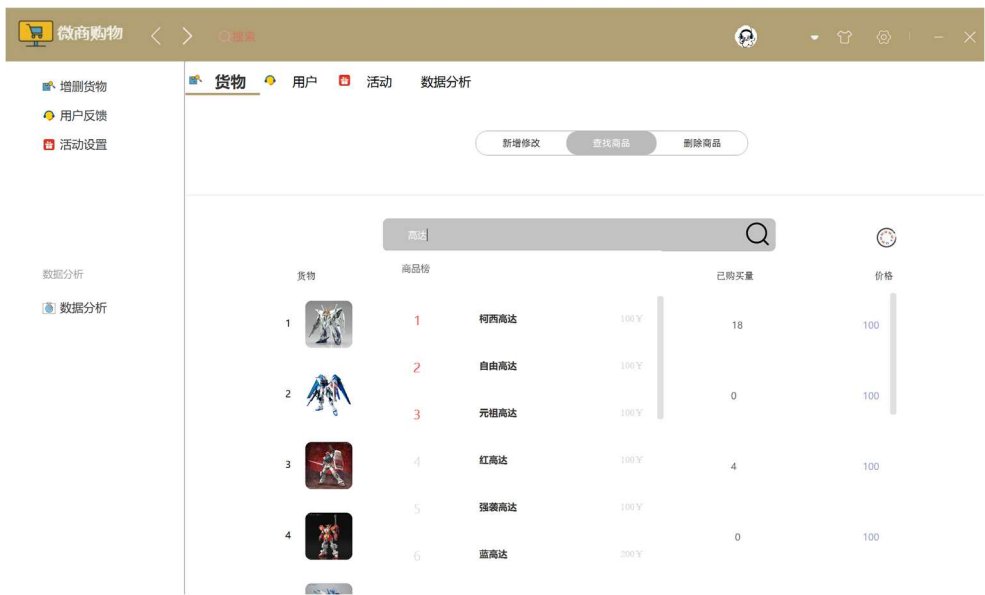 微商购物 搜索
增删货物
用户反馈
活动设置
数据分析
数据分析
货物 用户 活动 数据分析
新增修改 查找商品 删除商品
高达
货物 商品榜 已购买量 价格
1 18 100
2 0 100
3 4 100
4 0 100
1 柯西高达 100¥
2 自由高达 100¥
3 元祖高达 100¥
4 红高达 100¥
5 强袭高达 100¥
6 蓝高达 200¥